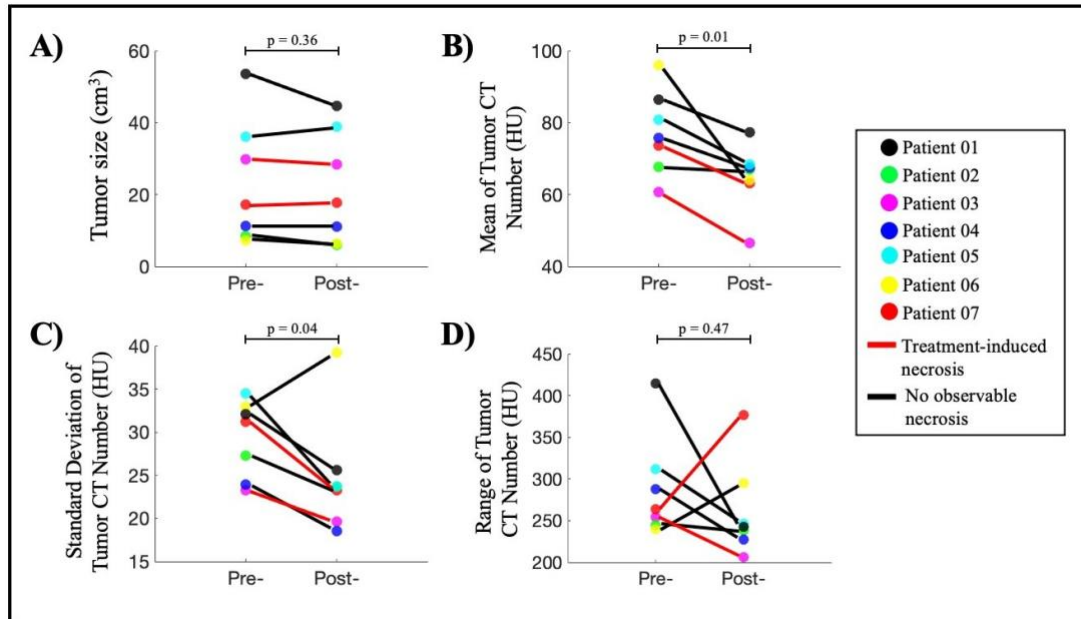 A)
p = 0.36
Tumor size (cm³)
60
40
20
0
Pre-
Post-
B)
p = 0.01
Mean of Tumor CT
Number (HU)
100
80
60
40
Pre-
Post-
C)
p = 0.04
Standard Deviation of
Tumor CT Number (HU)
40
35
30
25
20
15
Pre-
Post-
D)
p = 0.47
Range of Tumor
CT Number (HU)
450
400
350
300
250
200
Pre-
Post-
Patient 01
Patient 02
Patient 03
Patient 04
Patient 05
Patient 06
Patient 07
Treatment-induced
necrosis
No observable
necrosis